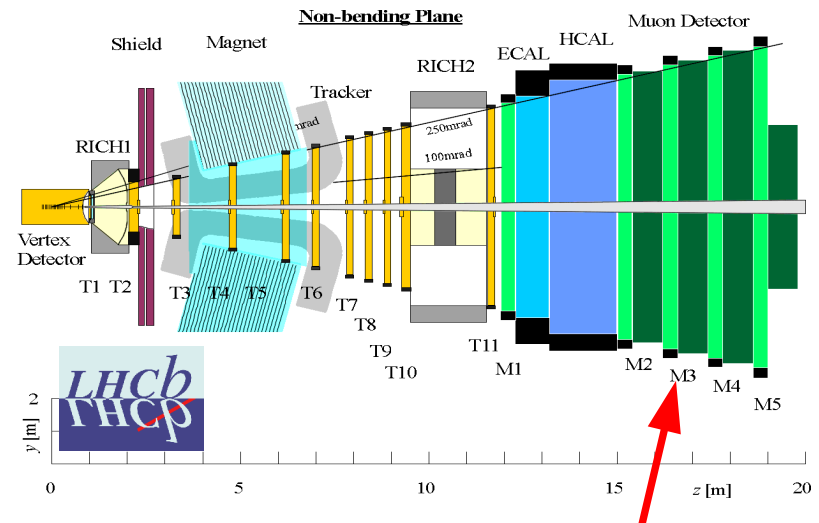 Non-bending Plane
Muon Detector
Shield
Magnet
HCAL
ECAL
RICH2
Tracker
RICH1
mrad
250mrad
100mrad
Vertex
Detector
T1
T2
T3
T4
T5
T6
T7
T8
T9
T10
T11
M1
M2
M3
M4
M5
LHCb
LHCb
2
y [m]
0
5
10
15
z [m]
20